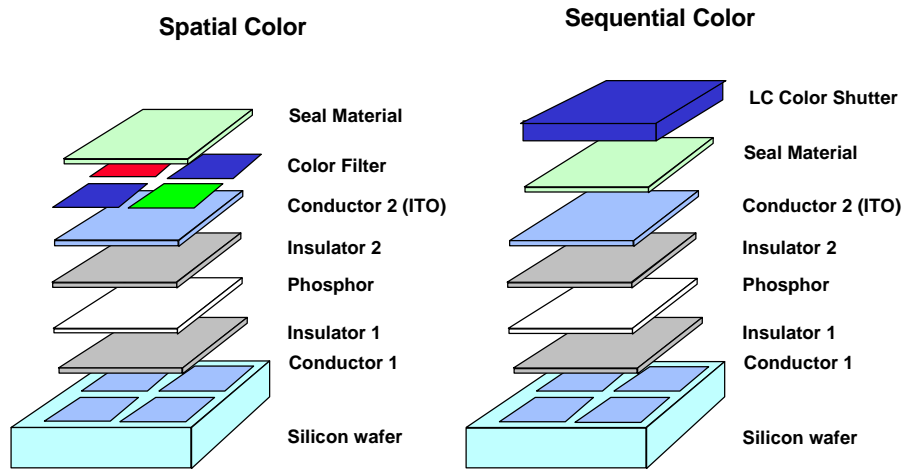 Spatial Color
Seal Material
Color Filter
Conductor 2 (ITO)
Insulator 2
Phosphor
Insulator 1
Conductor 1
Silicon wafer
Sequential Color
LC Color Shutter
Seal Material
Conductor 2 (ITO)
Insulator 2
Phosphor
Insulator 1
Conductor 1
Silicon wafer